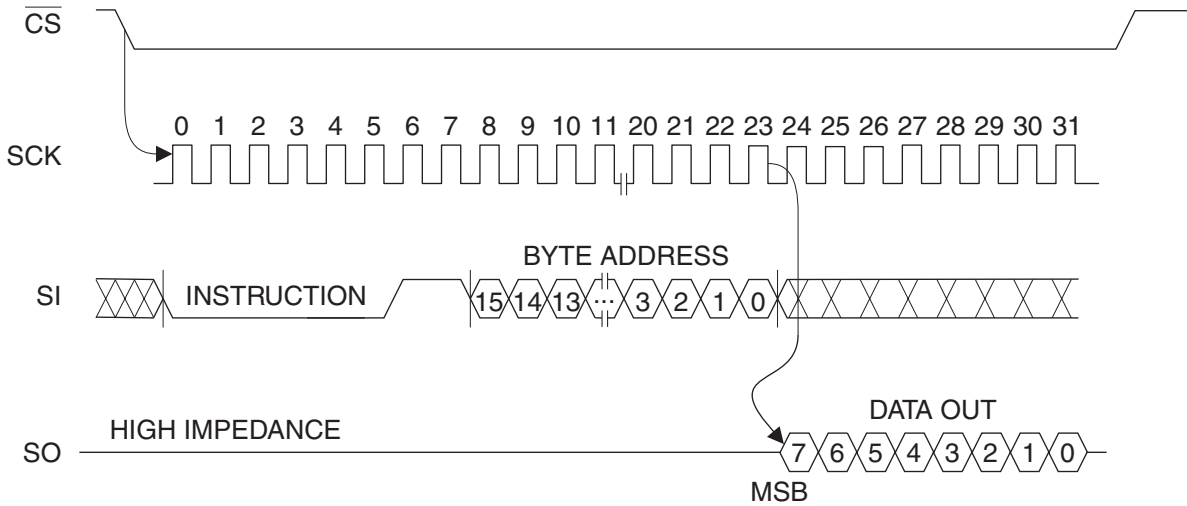 CS
0 1 2 3 4 5 6 7 8 9 10 11 20 21 22 23 24 25 26 27 28 29 30 31
SCK
BYTE ADDRESS
SI INSTRUCTION 15 14 13 ... 3 2 1 0
DATA OUT
HIGH IMPEDANCE
SO 7 6 5 4 3 2 1 0
MSB